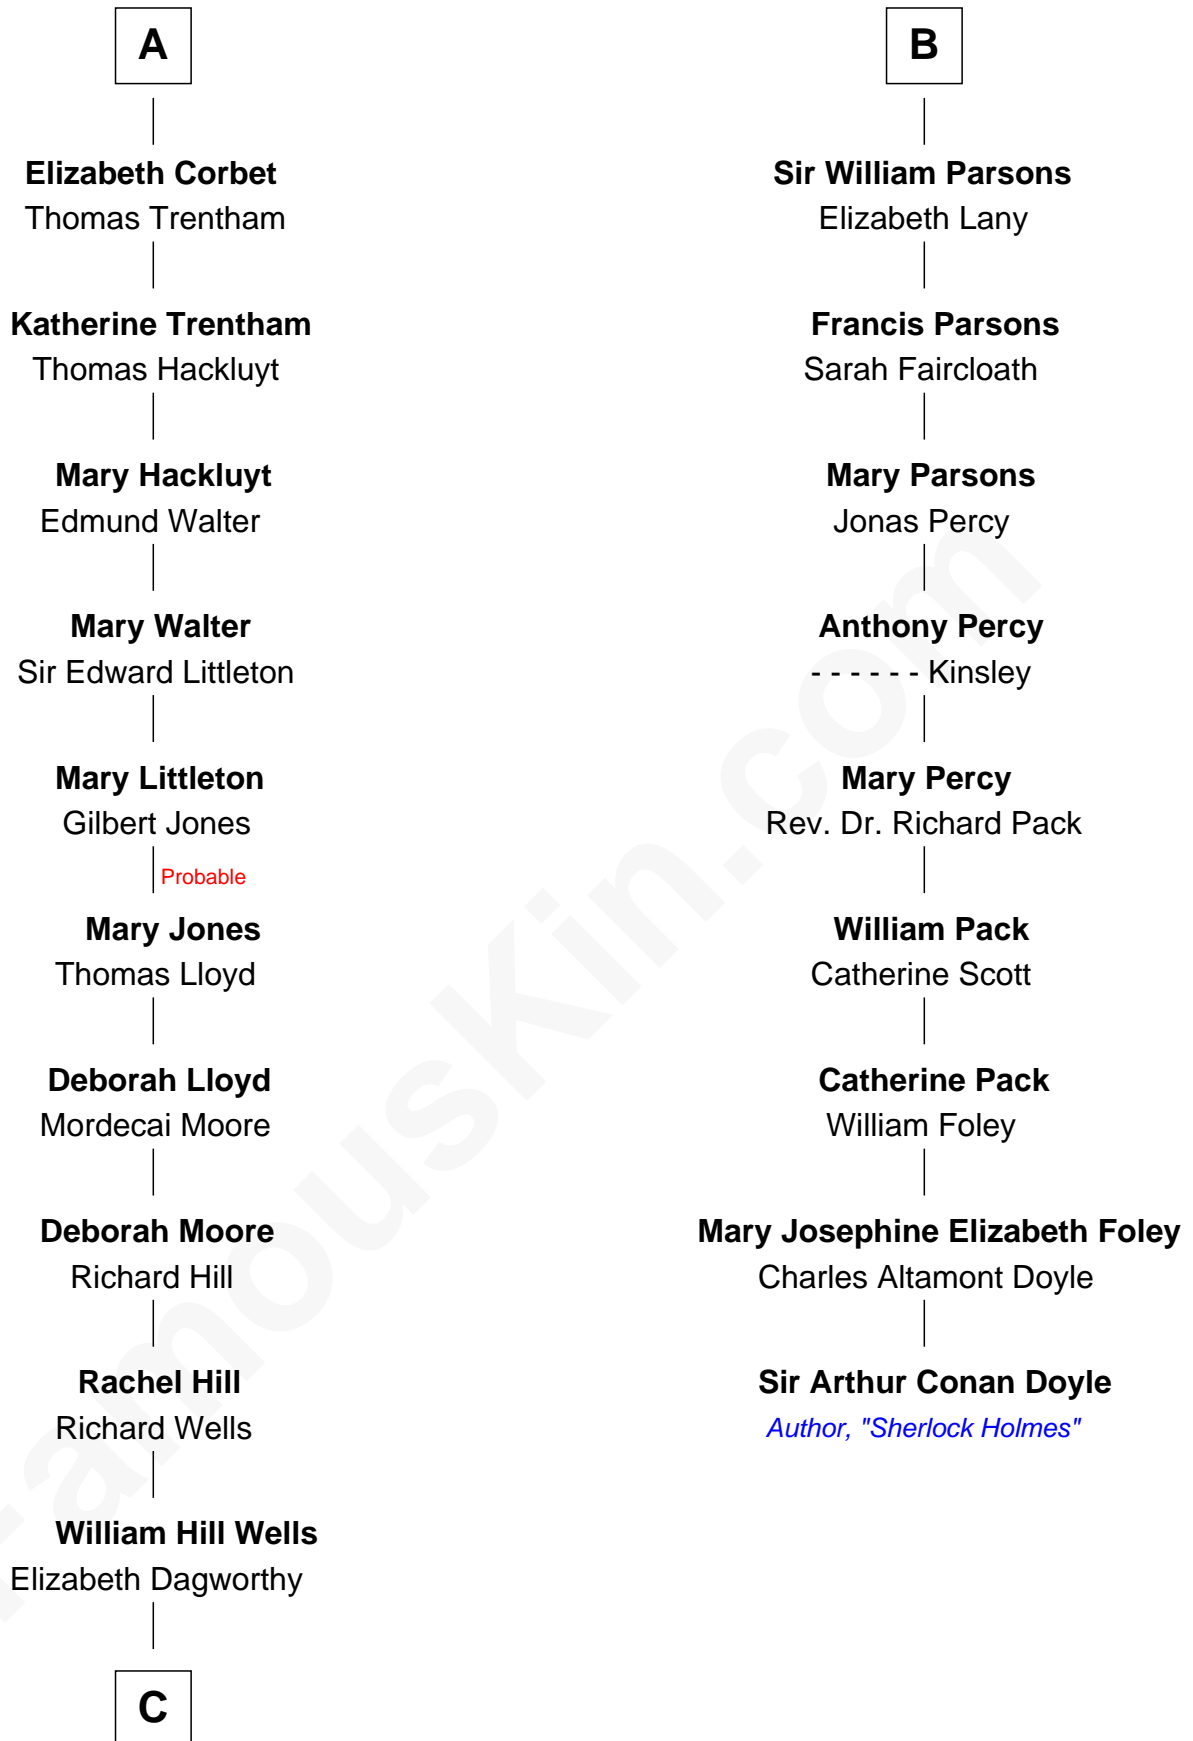 A
Elizabeth Corbet
Thomas Trentham
Katherine Trentham
Thomas Hackluyt
Mary Hackluyt
Edmund Walter
Mary Walter
Sir Edward Littleton
Mary Littleton
Gilbert Jones
Probable
Mary Jones
Thomas Lloyd
Deborah Lloyd
Mordecai Moore
Deborah Moore
Richard Hill
Rachel Hill
Richard Wells
William Hill Wells
Elizabeth Dagworthy
C
B
Sir William Parsons
Elizabeth Lany
Francis Parsons
Sarah Faircloath
Mary Parsons
Jonas Percy
Anthony Percy
- - - - - - Kinsley
Mary Percy
Rev. Dr. Richard Pack
William Pack
Catherine Scott
Catherine Pack
William Foley
Mary Josephine Elizabeth Foley
Charles Altamont Doyle
Sir Arthur Conan Doyle
Author, "Sherlock Holmes"
FamousKin.com